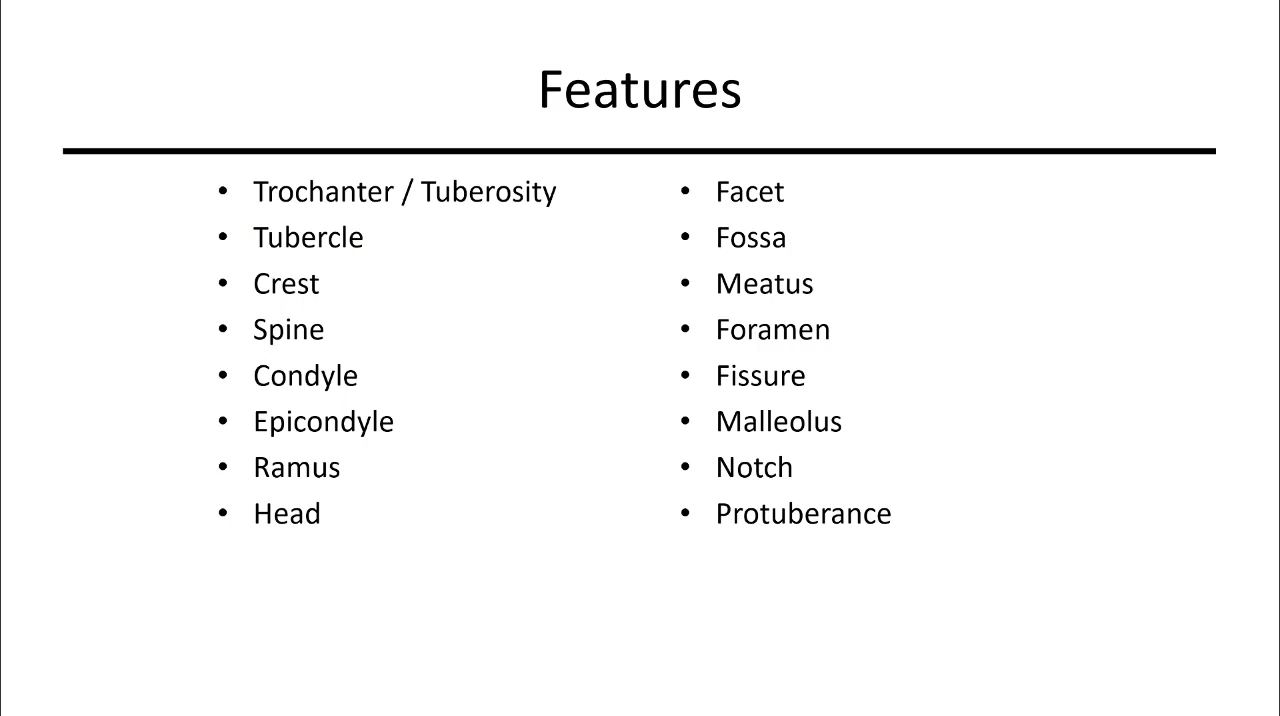 Features
• Trochanter / Tuberosity
• Tubercle
• Crest
• Spine
• Condyle
• Epicondyle
• Ramus
• Head
• Facet
• Fossa
• Meatus
• Foramen
• Fissure
• Malleolus
• Notch
• Protuberance